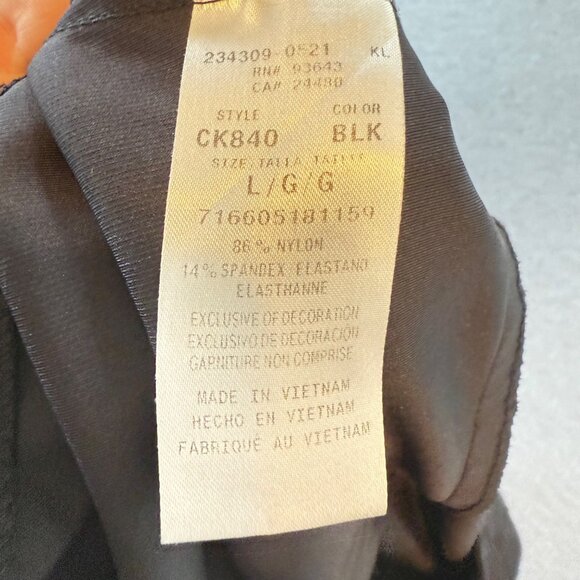 234309-0521 KL
RN# 93643
CA# 24480
STYLE COLOR
CK840 BLK
SIZE TALLA TAILLE
L/G/G
716605181159
86% NYLON
14% SPANDEX ELASTANO
ELASTHANNE
EXCLUSIVE OF DECORATION
EXCLUSIVO DE DECORACION
GARNITURE NON COMPRISE
MADE IN VIETNAM
HECHO EN VIETNAM
FABRIQUE AU VIETNAM